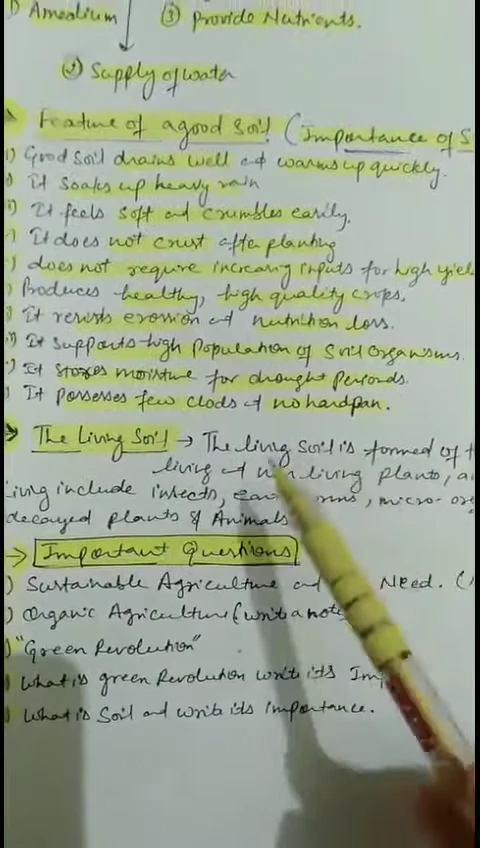 1) Amedium ③ Provide Nutrients.
② Supply of water
Feature of a good Soil (Importance of S
1) Good Soil drains well and warms up quickly.
It Soaks up heavy rain
It feels Soft and crumbles easily.
It does not crust after planting
does not require increasing inputs for high yiel
Produces healthy, high quality crops.
It resists erossion and nutrition loss.
It Supports high Population of Soil Organisms.
It Stores moisture for drought Periods.
It Possesses few clods & no hardpan.
→ The Living Soil → The living Soil is formed of
living and living plants, a
Living include insects, micro-or
decayed plants & Animals
→ Important Questions
) Sustainable Agriculture and Need. (
) Organic Agriculture (write a note
) "Green Revolution"
) What is green Revolution write its Imp
) What is Soil and write its importance.